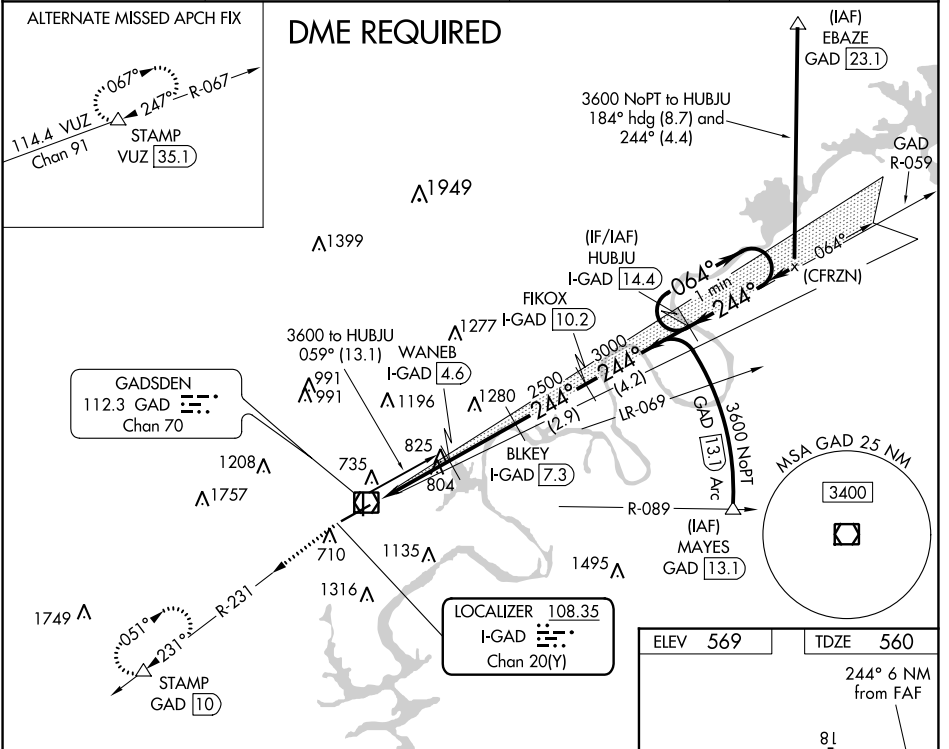 ALTERNATE MISSED APCH FIX
067°
247°
R-067
114.4 VUZ
Chan 91
STAMP
VUZ 35.1
DME REQUIRED
(IAF)
EBAZE
GAD 23.1
3600 NoPT to HUBJU
184° hdg (8.7) and
244° (4.4)
GAD
R-059
1949
1399
(IF/IAF)
HUBJU
I-GAD 14.4
064°
1 min
244°
064°
(CFRZN)
FIKOX
I-GAD 10.2
1277
3000
244°
(4.2)
3600 to HUBJU
059° (13.1)
WANEB
I-GAD 4.6
2500
244°
(2.9)
LR-069
991
991
1196
1280
GADSDEN
112.3 GAD
Chan 70
BLKEY
I-GAD 7.3
GAD 13.1 Arc
3600 NoPT
825
804
735
1208
1757
MSA GAD 25 NM
3400
R-089
(IAF)
MAYES
GAD 13.1
710
1135
1495
1316
R-231
1749
051°
231°
STAMP
GAD 10
LOCALIZER 108.35
I-GAD
Chan 20(Y)
ELEV 569
TDZE 560
244° 6 NM
from FAF
81